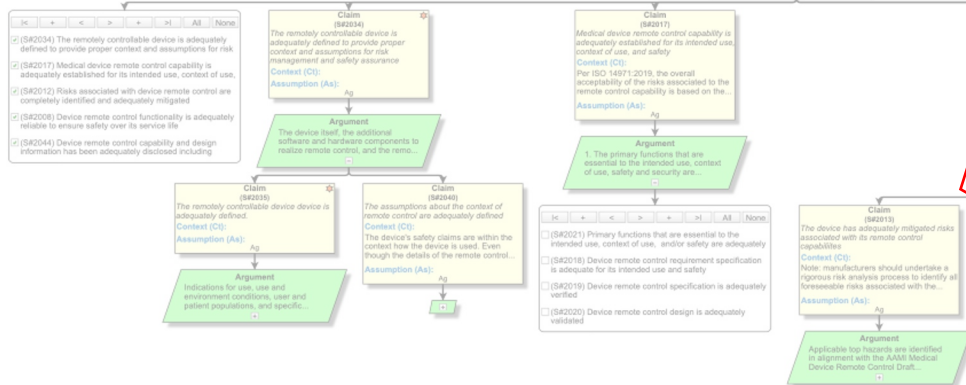 |< + < > >| All None
(S#2034) The remotely controllable device is adequately
defined to provide proper context and assumptions for risk
(S#2017) Medical device remote control capability is
adequately established for its intended use, context of use,
(S#2012) Risks associated with device remote control are
completely identified and adequately mitigated
(S#2008) Device remote control functionality is adequately
reliable to ensure safety over its service life
(S#2044) Device remote control capability and design
information has been adequately disclosed including
Claim
(S#2034)
The remotely controllable device is
adequately defined to provide proper
context and assumptions for risk
management and safety assurance
Context (Ct):
Assumption (As):
Ag
Argument
The device itself, the additional
software and hardware components to
realize remote control, and the remo...
Claim
(S#2035)
The remotely controllable device device is
adequately defined.
Context (Ct):
Assumption (As):
Ag
Argument
Indications for use, use and
environment conditions, user and
patient populations, and specific...
Claim
(S#2040)
The assumptions about the context of
remote control are adequately defined
Context (Ct):
The device's safety claims are within the
context how the device is used. Even
though the details of the remote control...
Assumption (As):
Ag
Claim
(S#2017)
Medical device remote control capability is
adequately established for its intended use,
context of use, and safety
Context (Ct):
Per ISO 14971:2019, the overall
acceptability of the risks associated to the
remote control capability is based on the...
Assumption (As):
Ag
Argument
1. The primary functions that are
essential to the intended use, context
of use, safety and security are...
|< + < > >| All None
(S#2021) Primary functions that are essential to the
intended use, context of use, and/or safety are adequately
(S#2018) Device remote control requirement specification
is adequate for its intended use and safety
(S#2019) Device remote control specification is adequately
verified
(S#2020) Device remote control design is adequately
validated
Claim
(S#2013)
The device has adequately mitigated risks
associated with its remote control
capabilites
Context (Ct):
Note: manufacturers should undertake a
rigorous risk analysis process to identify all
foreseeable risks associated with the...
Assumption (As):
Ag
Argument
Applicable top hazards are identified
in alignment with the AAMI Medical
Device Remote Control Draft...